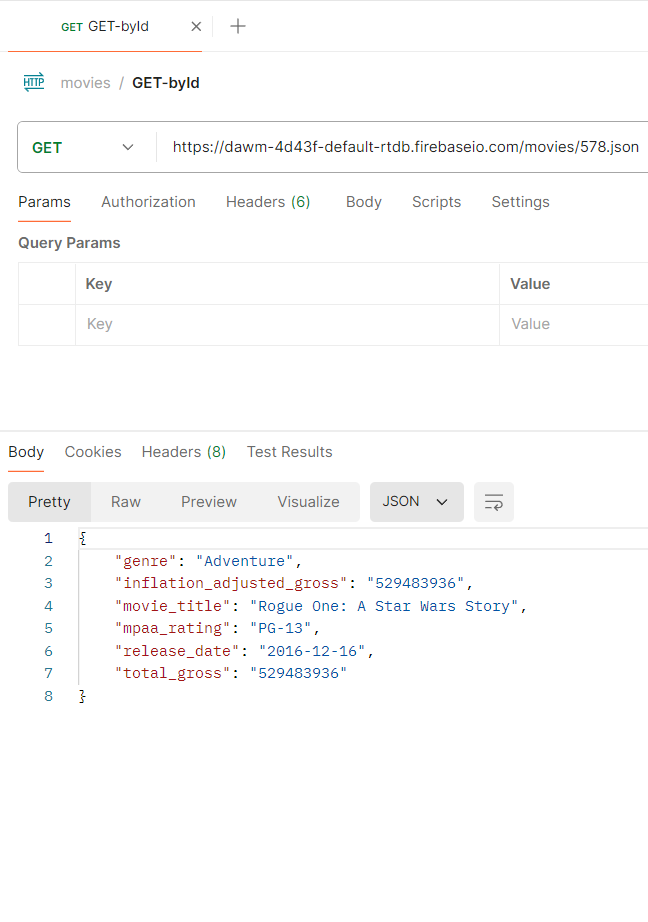 GET GET-byId
HTTP movies / GET-byId
GET https://dawm-4d43f-default-rtdb.firebaseio.com/movies/578.json
Params Authorization Headers (6) Body Scripts Settings
Query Params
Key Value
Key Value
Body Cookies Headers (8) Test Results
Pretty Raw Preview Visualize JSON
1 {
2 "genre": "Adventure",
3 "inflation_adjusted_gross": "529483936",
4 "movie_title": "Rogue One: A Star Wars Story",
5 "mpaa_rating": "PG-13",
6 "release_date": "2016-12-16",
7 "total_gross": "529483936"
8 }